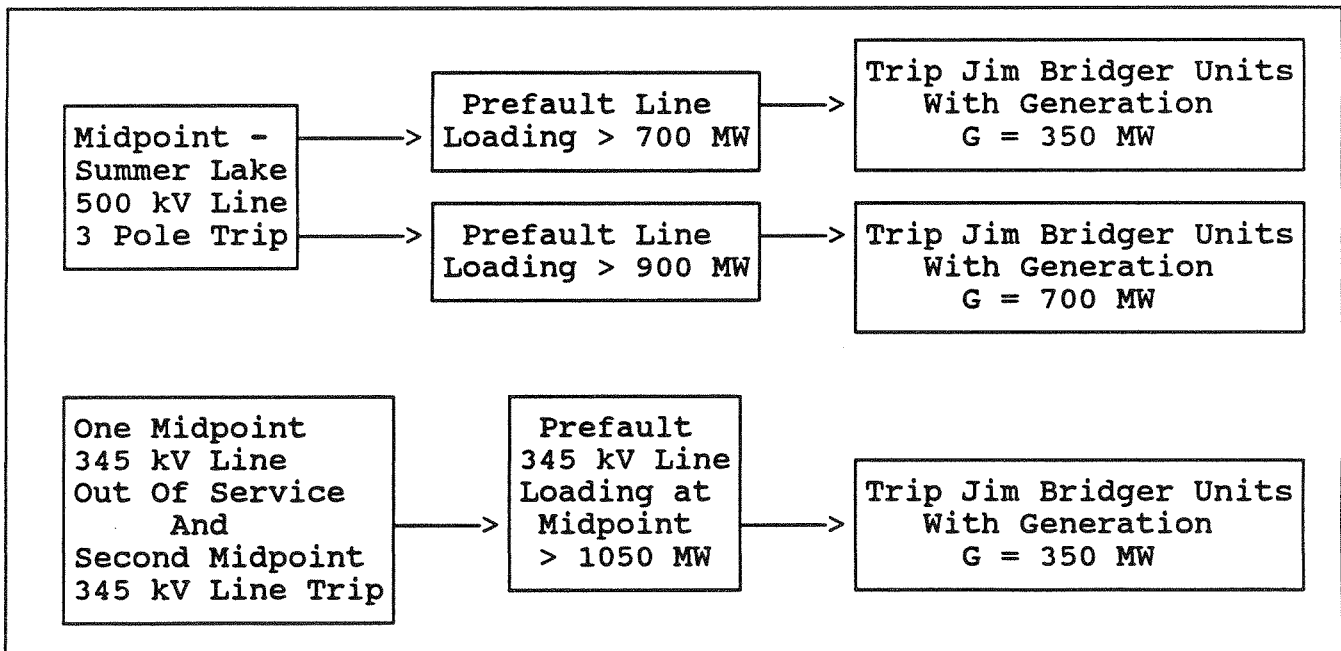 Midpoint -
Summer Lake
500 kV Line
3 Pole Trip
Prefault Line
Loading > 700 MW
Trip Jim Bridger Units
With Generation
G = 350 MW
Prefault Line
Loading > 900 MW
Trip Jim Bridger Units
With Generation
G = 700 MW
One Midpoint
345 kV Line
Out Of Service
And
Second Midpoint
345 kV Line Trip
Prefault
345 kV Line
Loading at
Midpoint
> 1050 MW
Trip Jim Bridger Units
With Generation
G = 350 MW